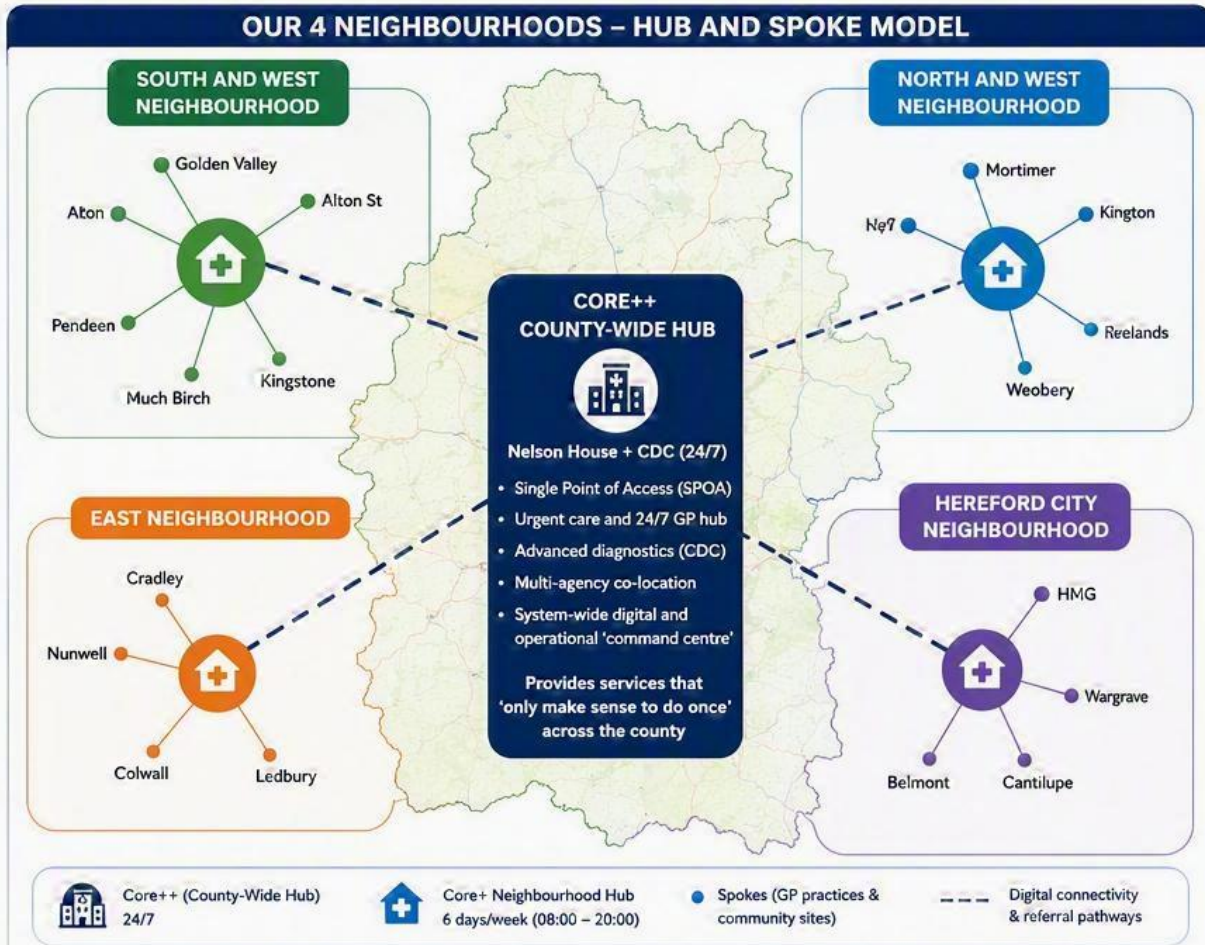 OUR 4 NEIGHBOURHOODS – HUB AND SPOKE MODEL
SOUTH AND WEST
NEIGHBOURHOOD
Golden Valley
Alton St
Aton
Pendeen
Much Birch
Kingstone
NORTH AND WEST
NEIGHBOURHOOD
Mortimer
Kington
Reelands
Weobery
CORE++
COUNTY-WIDE HUB
Nelson House + CDC (24/7)
• Single Point of Access (SPOA)
• Urgent care and 24/7 GP hub
• Advanced diagnostics (CDC)
• Multi-agency co-location
• System-wide digital and
operational ‘command centre’
Provides services that
‘only make sense to do once’
across the county
EAST NEIGHBOURHOOD
Cradley
Nunwell
Colwall
Ledbury
HEREFORD CITY
NEIGHBOURHOOD
HMG
Wargrave
Belmont
Cantilupe
Core++ (County-Wide Hub)
24/7
Core+ Neighbourhood Hub
6 days/week (08:00 – 20:00)
Spokes (GP practices &
community sites)
Digital connectivity
& referral pathways